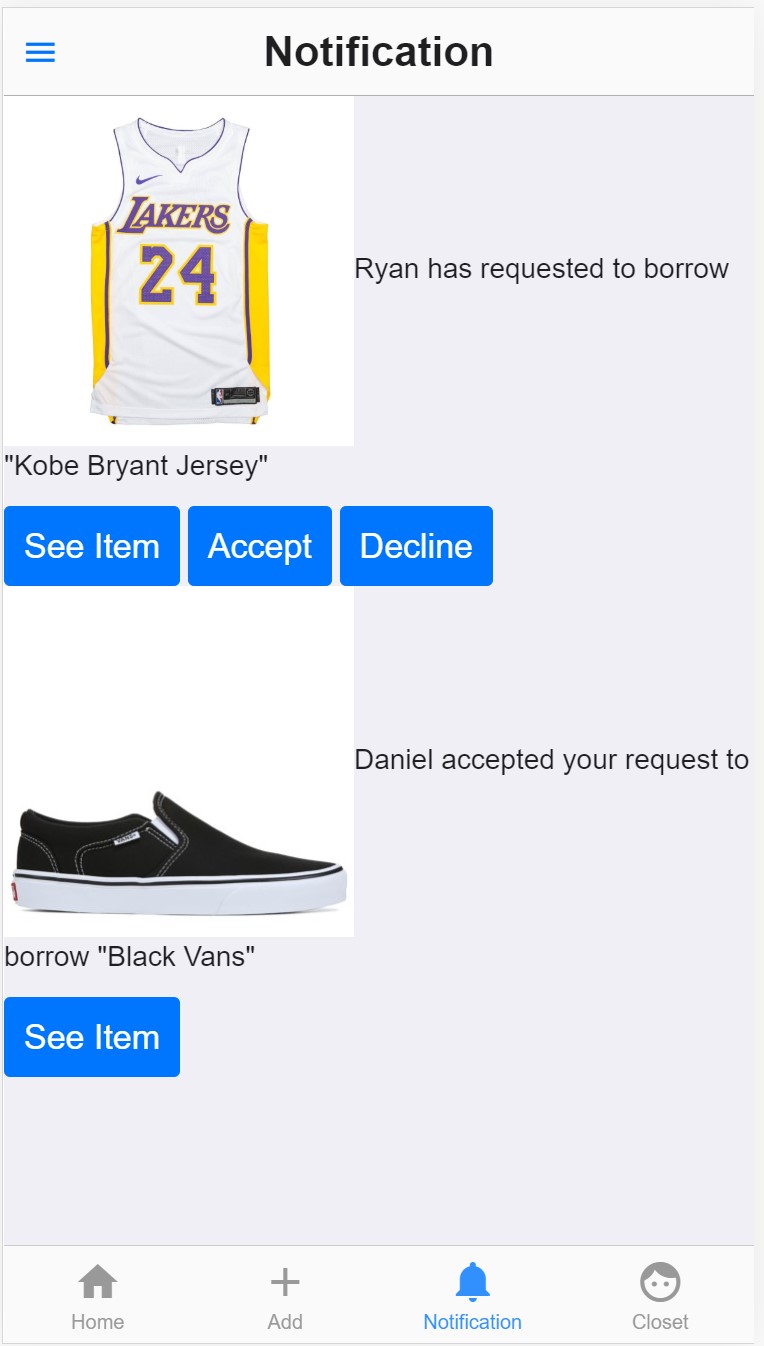 Notification
LAKERS
24
Ryan has requested to borrow
"Kobe Bryant Jersey"
See Item Accept Decline
Daniel accepted your request to
VANS
borrow "Black Vans"
See Item
Home Add Notification Closet